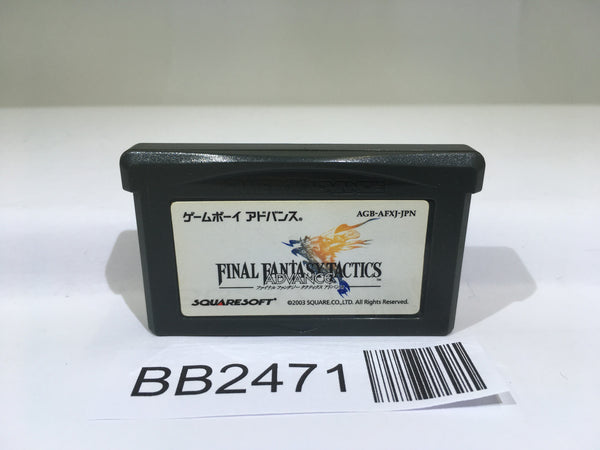 ゲームボーイ アドバンス®
AGB-AFXJ-JPN
FINAL FANTASY TACTICS
ADVANCE
ファイナルファンタジー タクティクス アドバンス
SQUARESOFT®
©2003 SQUARE CO., LTD. All Rights Reserved.
BB2471